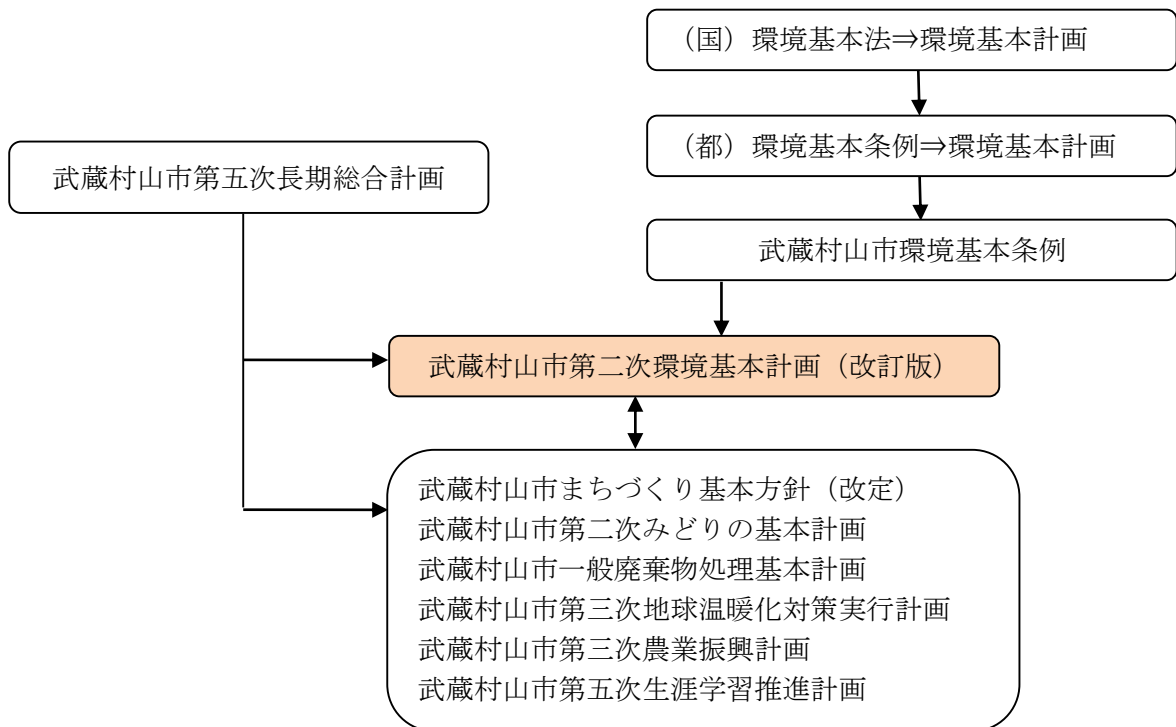 （国）環境基本法⇒環境基本計画
（都）環境基本条例⇒環境基本計画
武蔵村山市第五次長期総合計画
武蔵村山市環境基本条例
武蔵村山市第二次環境基本計画（改訂版）
武蔵村山市まちづくり基本方針（改定）
武蔵村山市第二次みどりの基本計画
武蔵村山市一般廃棄物処理基本計画
武蔵村山市第三次地球温暖化対策実行計画
武蔵村山市第三次農業振興計画
武蔵村山市第五次生涯学習推進計画